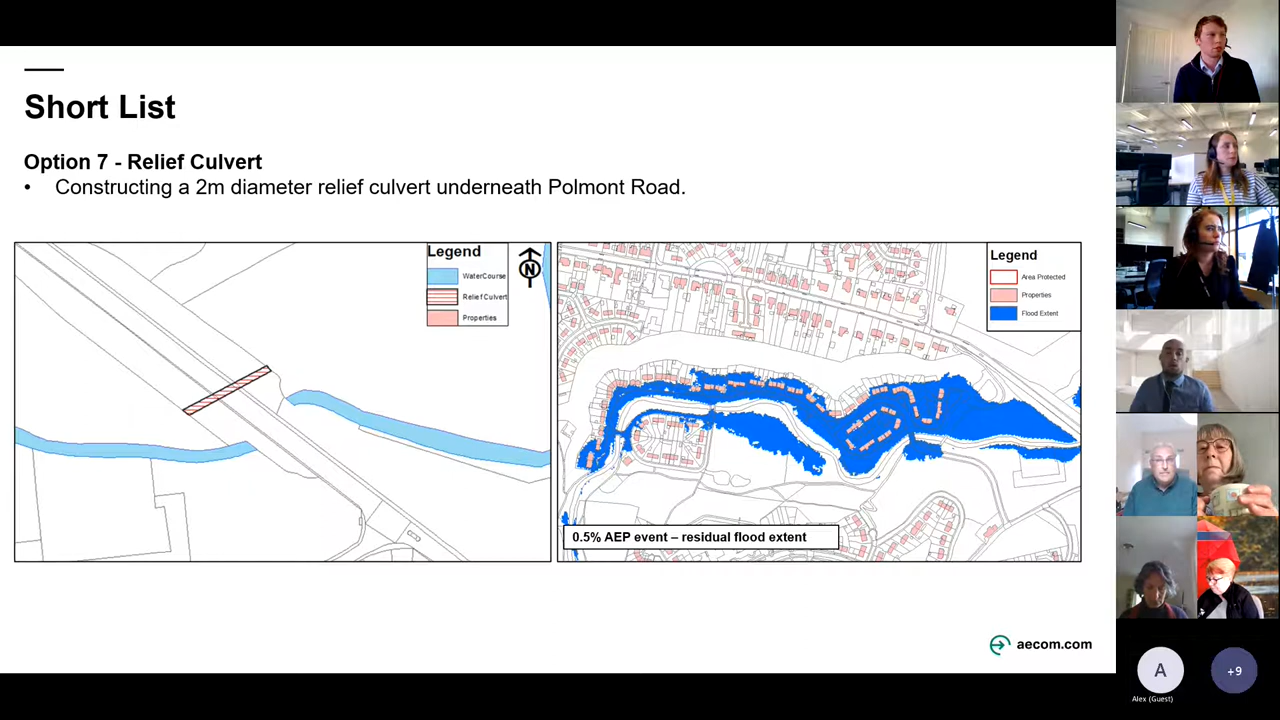 Short List
Option 7 - Relief Culvert
• Constructing a 2m diameter relief culvert underneath Polmont Road.
Legend
WaterCourse
Relief Culvert
Properties
N
Legend
Area Protected
Properties
Flood Extent
0.5% AEP event – residual flood extent
aecom.com
A
Alex (Guest)
+9